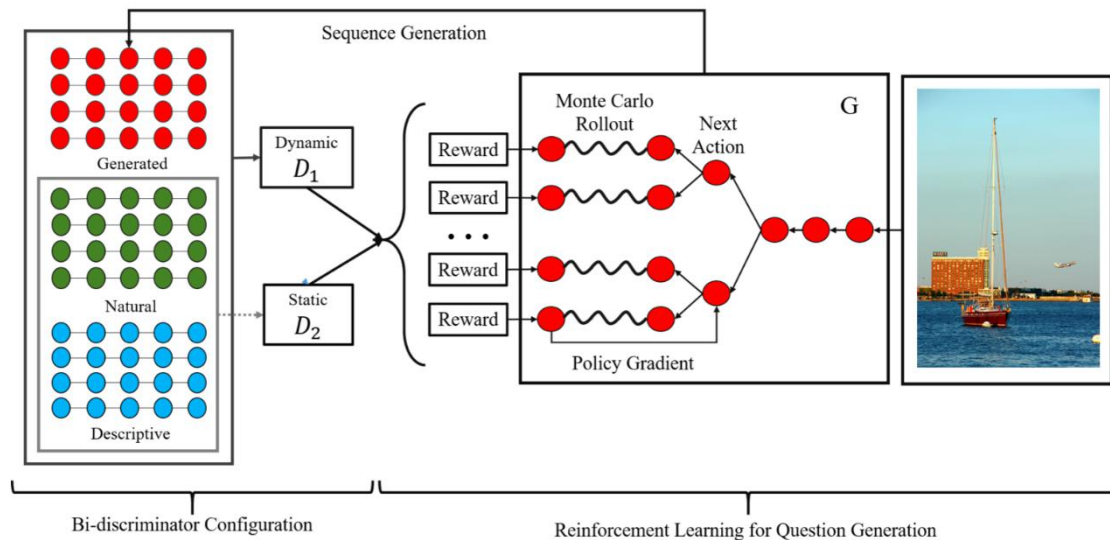 Sequence Generation
Generated
Natural
Descriptive
Dynamic
D₁
Static
D₂
Reward
Reward
• • •
Reward
Reward
Monte Carlo
Rollout
Next
Action
G
Policy Gradient
Bi-discriminator Configuration
Reinforcement Learning for Question Generation